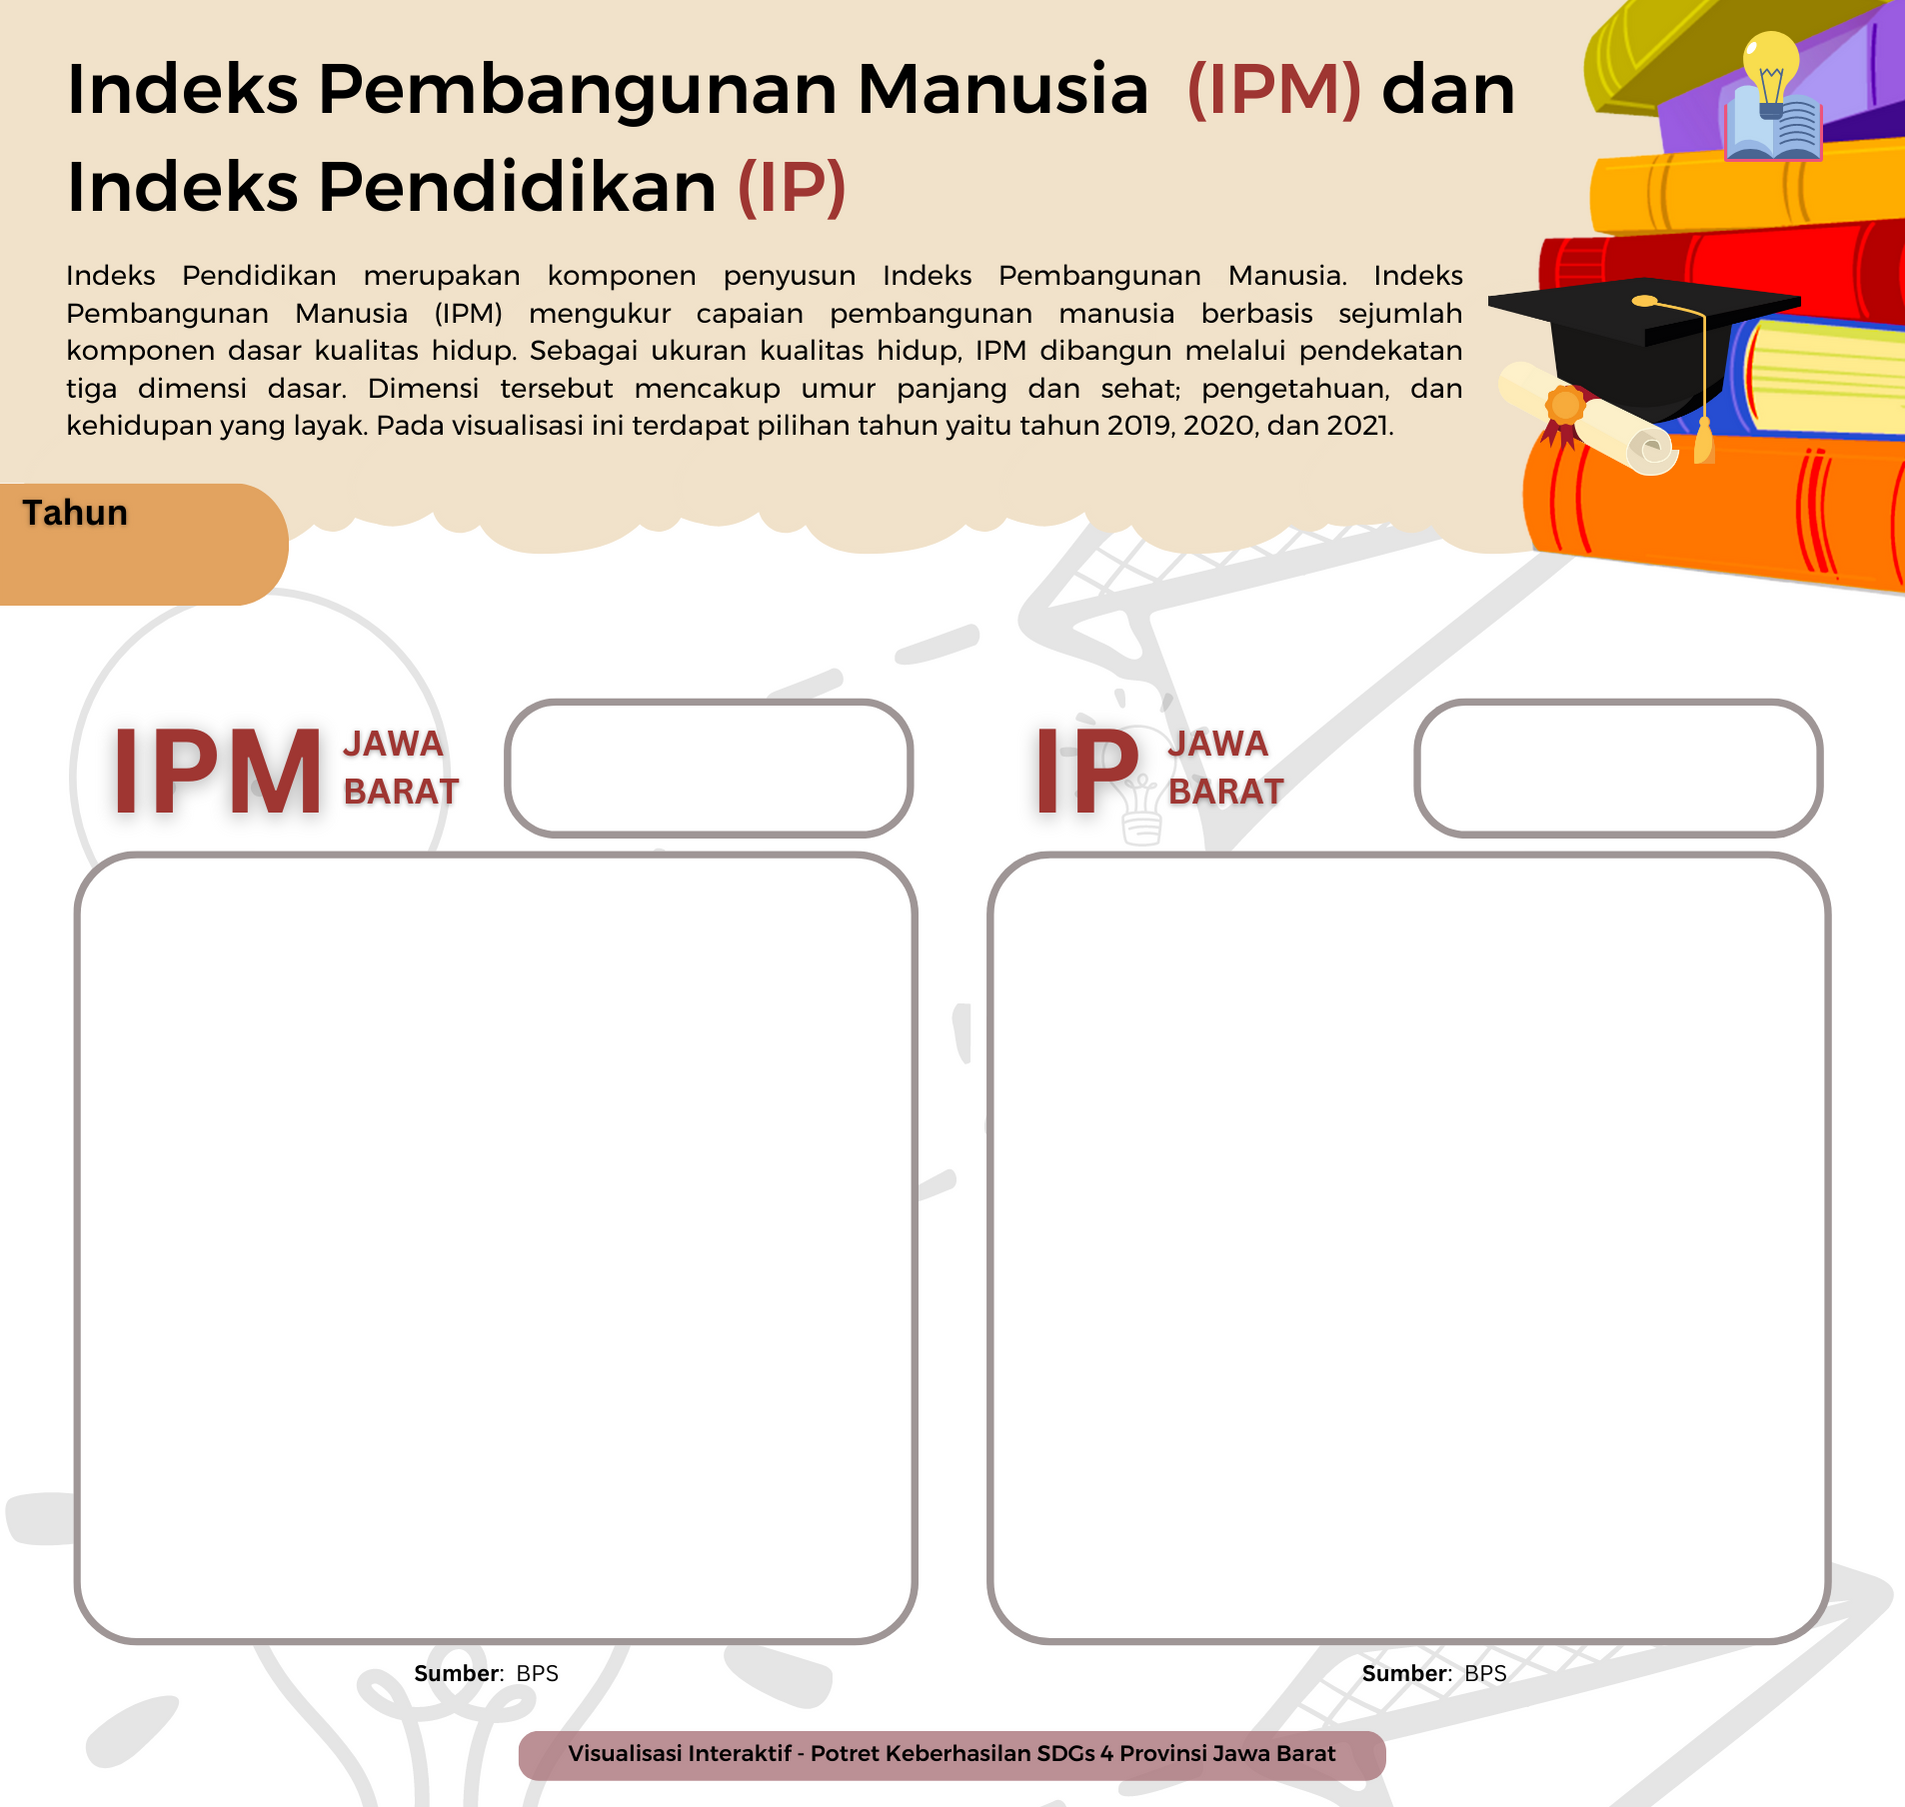 Indeks Pembangunan Manusia (IPM) dan
Indeks Pendidikan (IP)
Indeks Pendidikan merupakan komponen penyusun Indeks Pembangunan Manusia. Indeks
Pembangunan Manusia (IPM) mengukur capaian pembangunan manusia berbasis sejumlah
komponen dasar kualitas hidup. Sebagai ukuran kualitas hidup, IPM dibangun melalui pendekatan
tiga dimensi dasar. Dimensi tersebut mencakup umur panjang dan sehat; pengetahuan, dan
kehidupan yang layak. Pada visualisasi ini terdapat pilihan tahun yaitu tahun 2019, 2020, dan 2021.
Tahun
IPM
JAWA
BARAT
IP
JAWA
BARAT
Sumber: BPS
Sumber: BPS
Visualisasi Interaktif - Potret Keberhasilan SDGs 4 Provinsi Jawa Barat